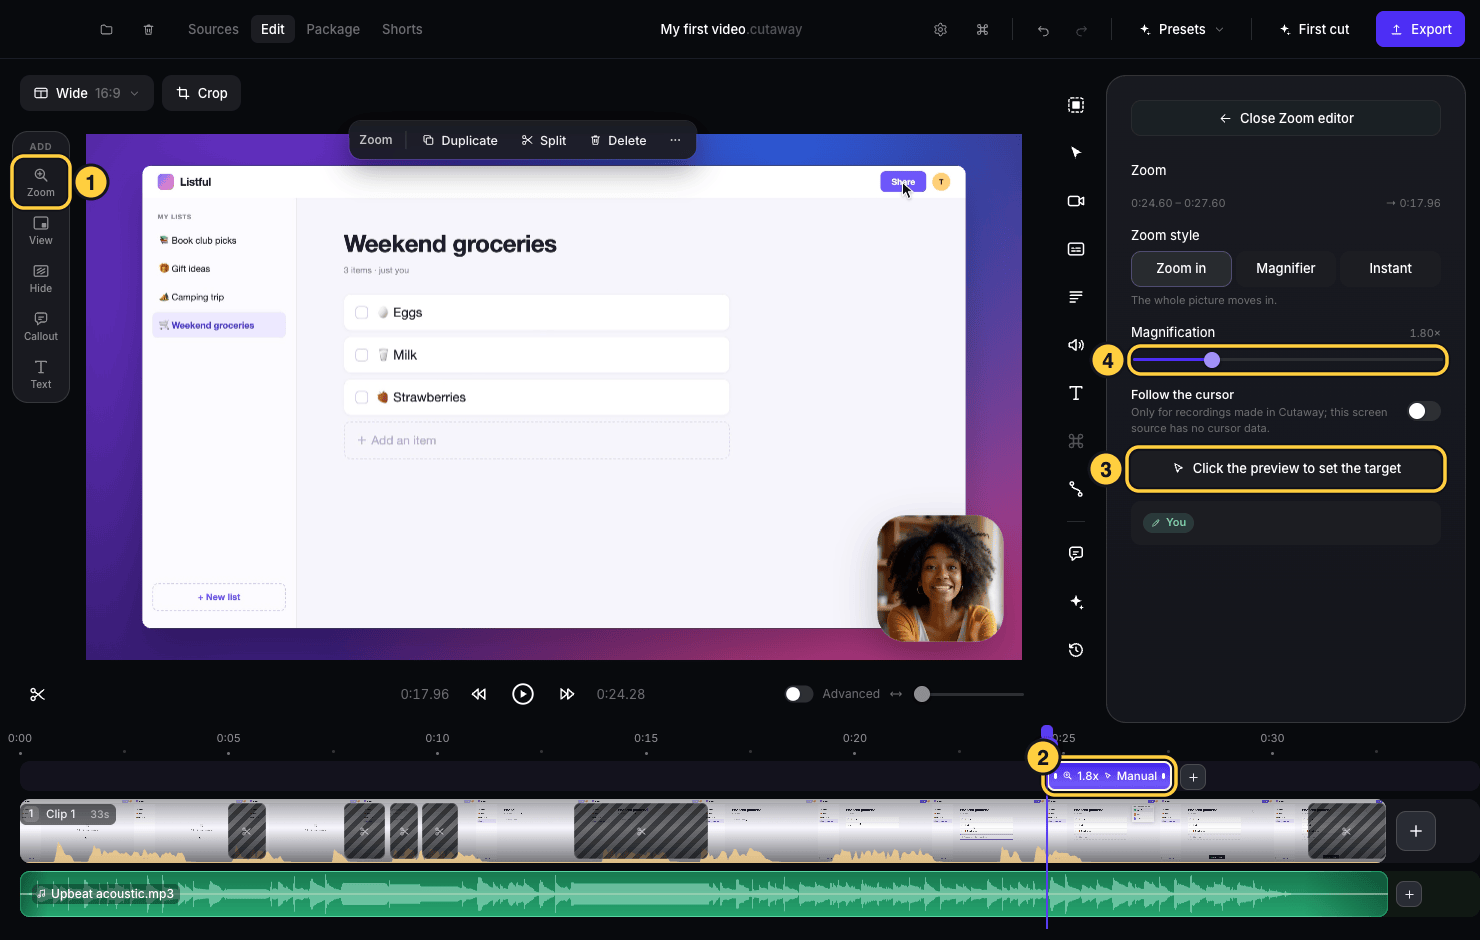 Sources
Edit
Package
Shorts
My first video.cutaway
Presets
First cut
Export
Wide 16:9
Crop
ADD
Zoom
View
Hide
Callout
Text
1
Zoom
Duplicate
Split
Delete
Listful
Share
T
MY LISTS
Book club picks
Gift ideas
Camping trip
Weekend groceries
+ New list
Weekend groceries
3 items · just you
Eggs
Milk
Strawberries
+ Add an item
← Close Zoom editor
Zoom
0:24.60 – 0:27.60 → 0:17.96
Zoom style
Zoom in
Magnifier
Instant
The whole picture moves in.
Magnification 1.80×
4
Follow the cursor
Only for recordings made in Cutaway; this screen
source has no cursor data.
3
Click the preview to set the target
You
0:17.96
0:24.28
Advanced
0:00 0:05 0:10 0:15 0:20 0:25 0:30
2
1.8x Manual
+
1 Clip 1 33s
+
Upbeat acoustic.mp3
+